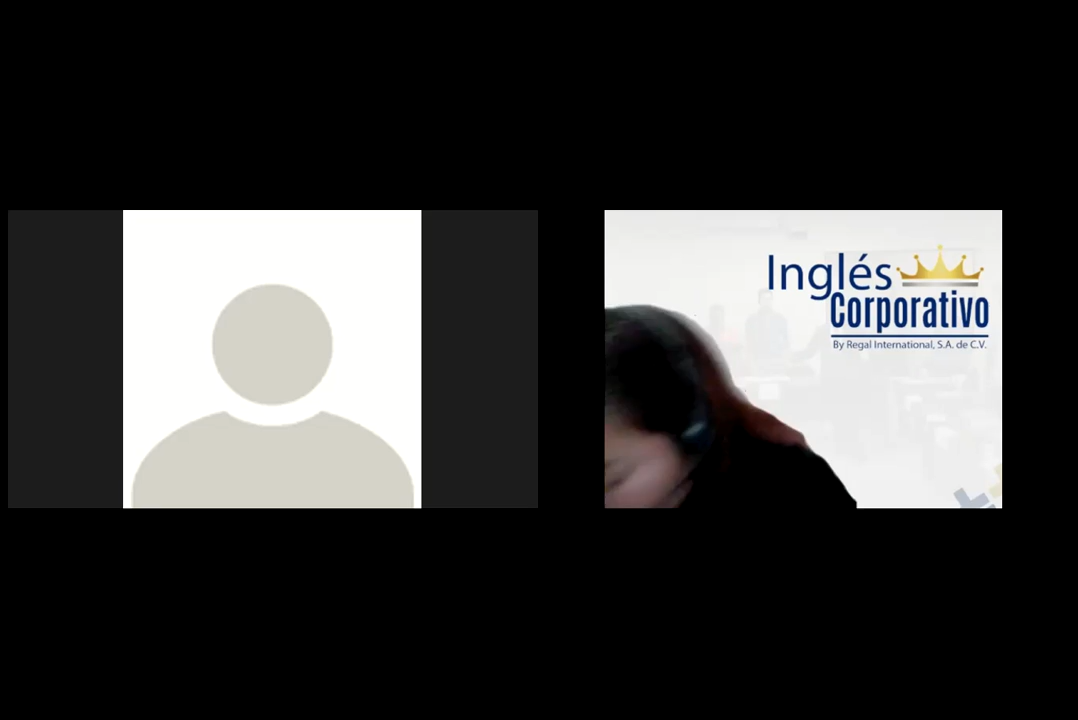 Inglés
Corporativo
By Regal International, S.A. de C.V.